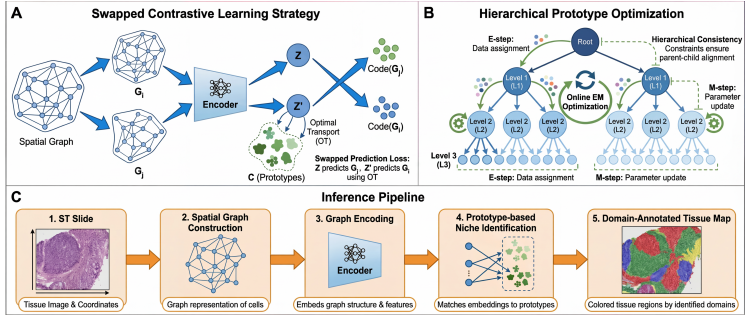 A Swapped Contrastive Learning Strategy
Spatial Graph
Gi
Gj
Encoder
Z
Z'
Optimal
Transport
(OT)
C (Prototypes)
Code(Gj)
Code(Gi)
Swapped Prediction Loss:
Z predicts Gj, Z' predicts Gi
using OT
B Hierarchical Prototype Optimization
E-step:
Data assignment
Root
Hierarchical Consistency
Constraints ensure
parent-child alignment
Level 1
(L1)
Level 1
(L1)
Online EM
Optimization
M-step:
Parameter
update
Level 2
(L2)
Level 2
(L2)
Level 2
(L2)
Level 2
(L2)
Level 2
(L2)
Level 2
(L2)
Level 3
(L3)
E-step: Data assignment
M-step: Parameter update
C Inference Pipeline
1. ST Slide
Tissue Image & Coordinates
2. Spatial Graph
Construction
Graph representation of cells
3. Graph Encoding
Encoder
Embeds graph structure & features
4. Prototype-based
Niche Identification
Matches embeddings to prototypes
5. Domain-Annotated Tissue Map
Colored tissue regions by identified domains